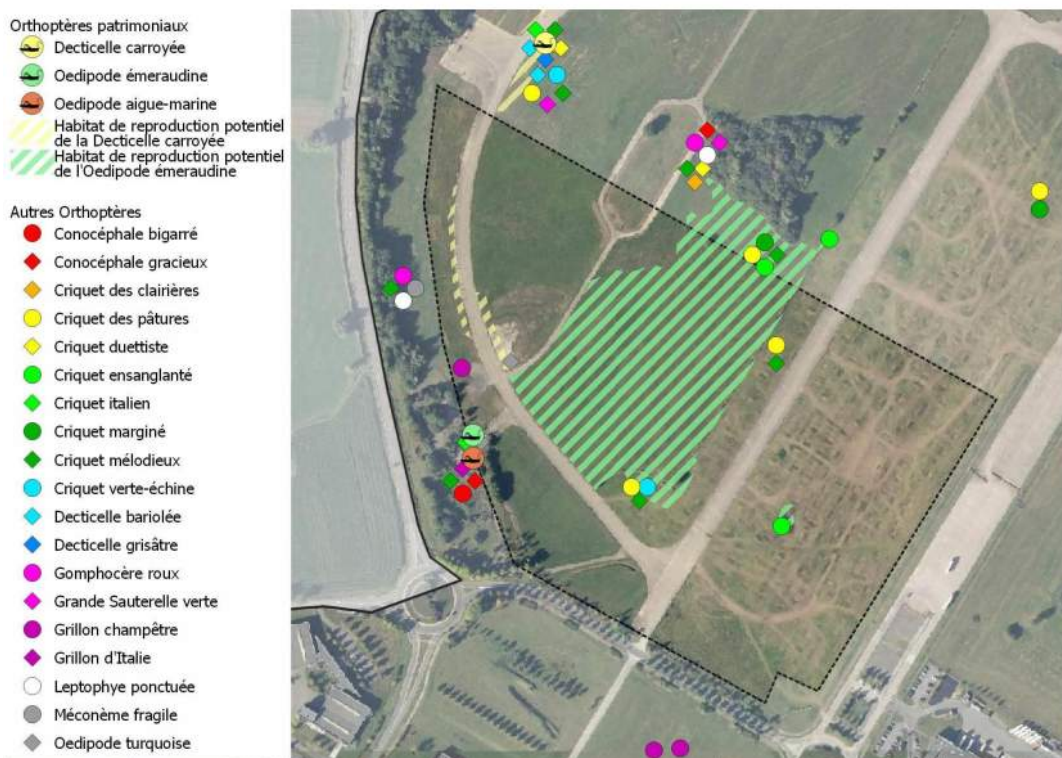 Orthoptères patrimoniaux
Decticelle carroyée
Oedipode émeraudine
Oedipode aigue-marine
Habitat de reproduction potentiel
de la Decticelle carroyée
Habitat de reproduction potentiel
de l'Oedipode émeraudine
Autres Orthoptères
Conocéphale bigarré
Conocéphale gracieux
Criquet des clairières
Criquet des pâtures
Criquet duettiste
Criquet ensanglanté
Criquet italien
Criquet marginé
Criquet mélodieux
Criquet verte-échine
Decticelle bariolée
Decticelle grisâtre
Gomphocère roux
Grande Sauterelle verte
Grillon champêtre
Grillon d'Italie
Leptophye ponctuée
Méconème fragile
Oedipode turquoise